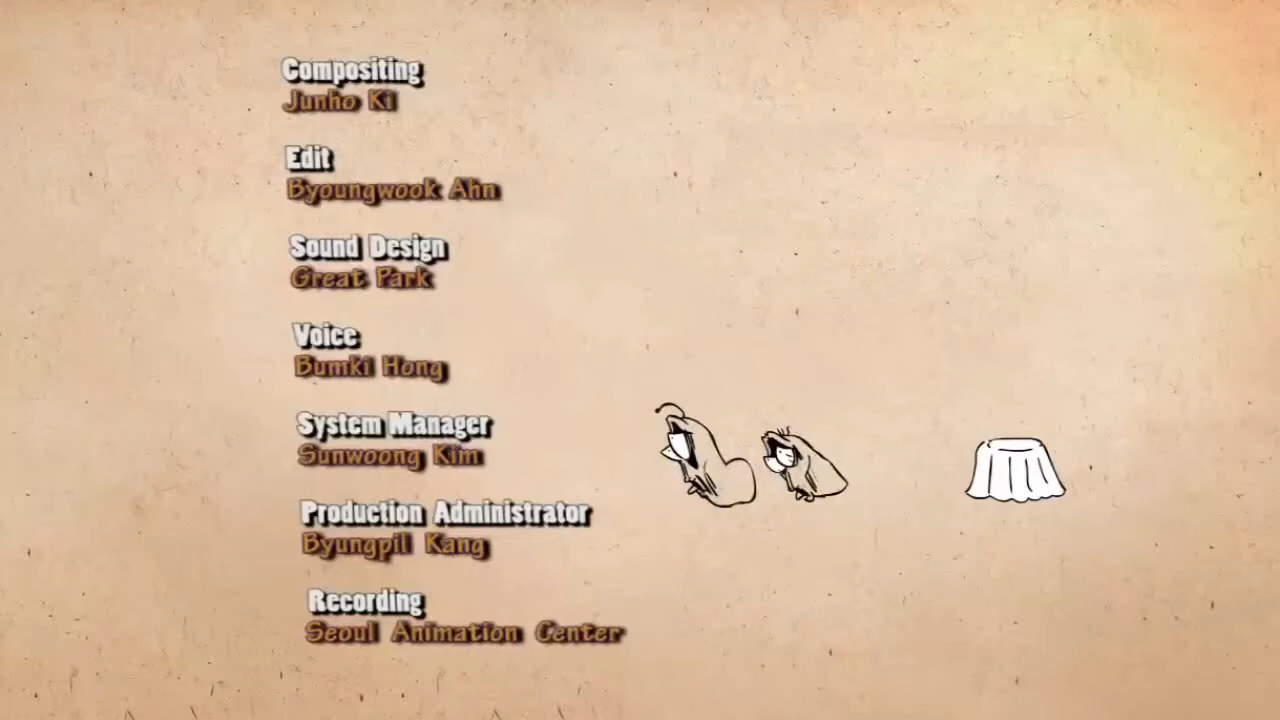 Compositing
Junho Ki
Edit
Byoungwook Ahn
Sound Design
Great Park
Voice
Bumki Hong
System Manager
Sunwoong Kim
Production Administrator
Byungpil Kang
Recording
Seoul Animation Center